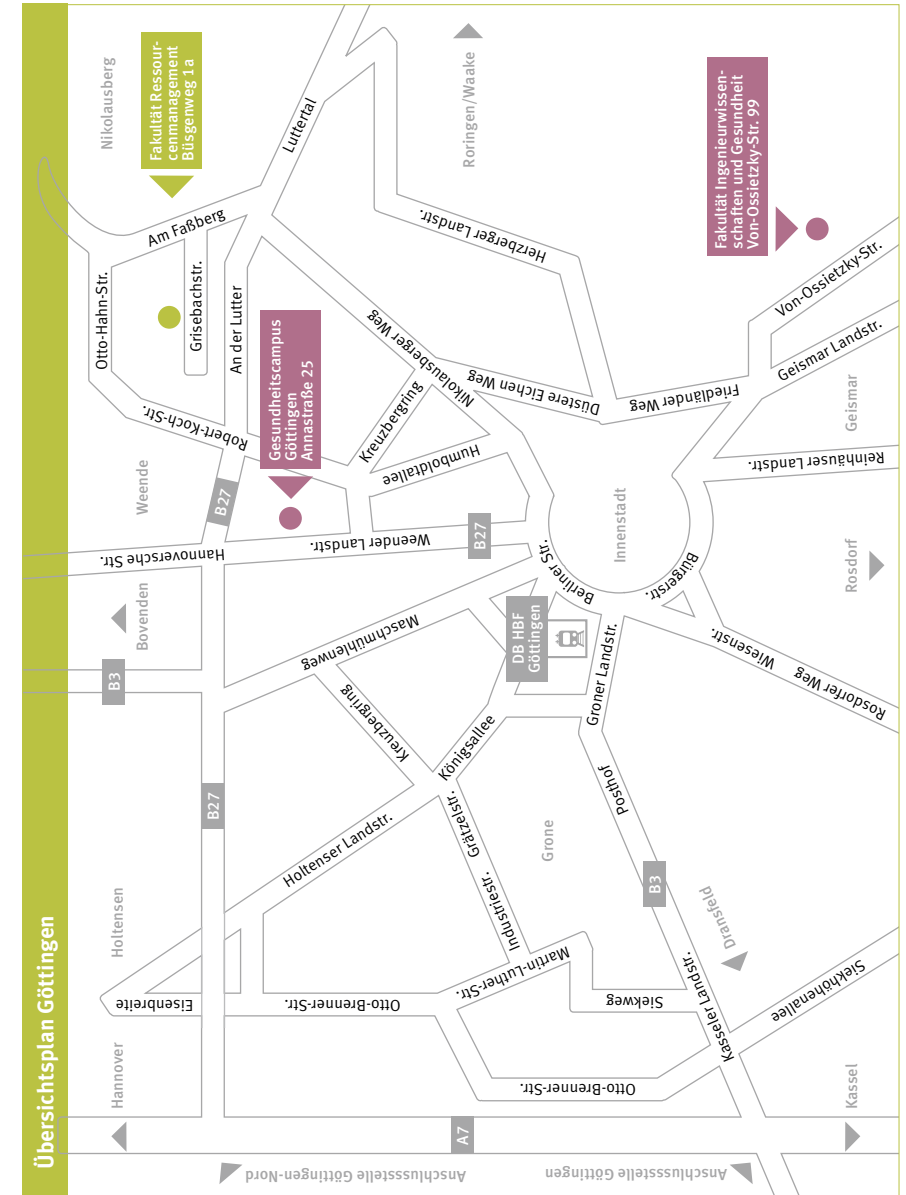 Übersichtsplan Göttingen
Hannover
Holtensen
B3
Bovenden
Weende
Nikolausberg
Fakultät Ressour-
cenmanagement
Büsgenweg 1a
Eisenbreite
B27
Hannoversche Str.
B27
Robert-Koch-Str.
Otto-Hahn-Str.
Am Faßberg
Grisebachstr.
An der Lutter
Luttertal
Gesundheitscampus
Göttingen
Annastraße 25
Anschlussstelle Göttingen-Nord
Otto-Brenner-Str.
Holtenser Landstr.
Kreuzbergring
Maschmühlenweg
Weender Landstr.
B27
Humboldtallee
Kreuzbergring
Nikolausberger Weg
Herzberger Landstr.
Roringen/Waake
A7
Martin-Luther-Str.
Industriestr.
Grätzelstr.
Königsallee
DB HBF
Göttingen
Berliner Str.
Düstere Eichen Weg
Otto-Brenner-Str.
Siekweg
Grone
Posthof
Groner Landstr.
Innenstadt
Friedländer Weg
Anschlussstelle Göttingen
Kasseler Landstr.
B3
Dransfeld
Bürgerstr.
Wiesenstr.
Fakultät Ingenieurwissen-
schaften und Gesundheit
Von-Ossietzky-Str. 99
Siekhöhenallee
Rosdorfer Weg
Reinhäuser Landstr.
Geismar Landstr.
Von-Ossietzky-Str.
Kassel
Rosdorf
Geismar